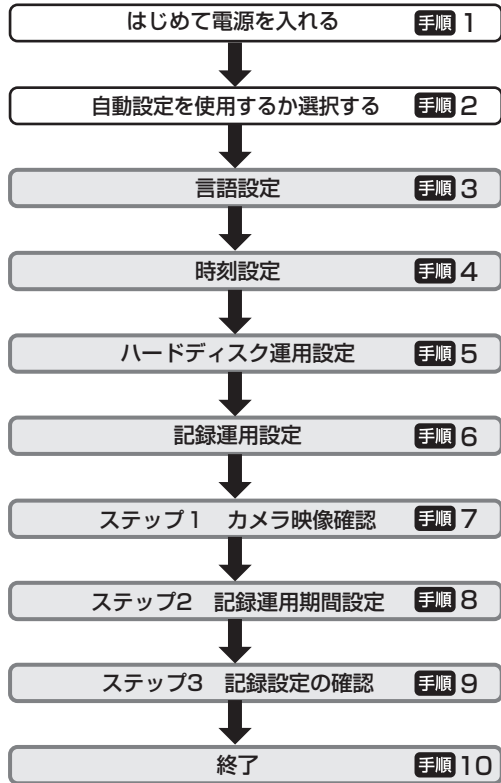 はじめて電源を入れる 手順 1
自動設定を使用するか選択する 手順 2
言語設定 手順 3
時刻設定 手順 4
ハードディスク運用設定 手順 5
記録運用設定 手順 6
ステップ1 カメラ映像確認 手順 7
ステップ2 記録運用期間設定 手順 8
ステップ3 記録設定の確認 手順 9
終了 手順 10